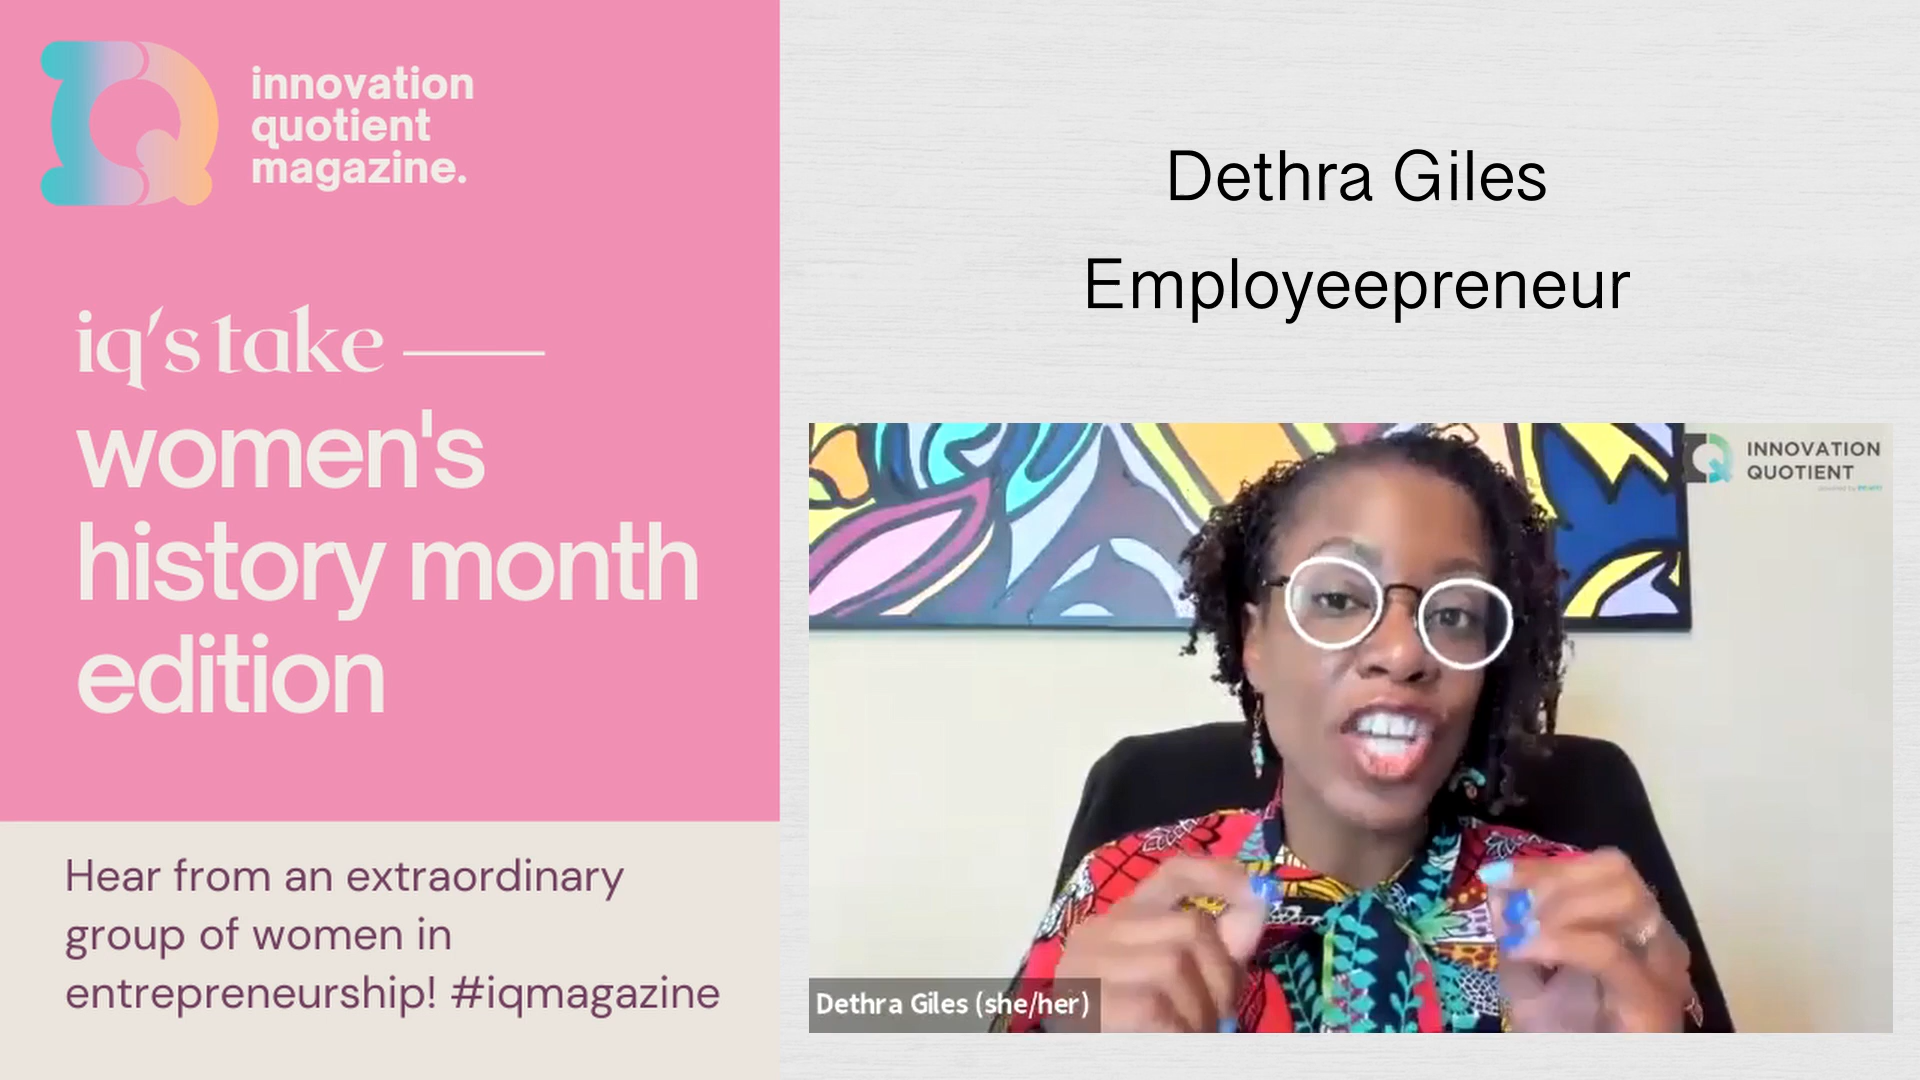 innovation
quotient
magazine.
iq's take
women's
history month
edition
Hear from an extraordinary
group of women in
entrepreneurship! #iqmagazine
Dethra Giles
Employeepreneur
INNOVATION
QUOTIENT
Dethra Giles (she/her)